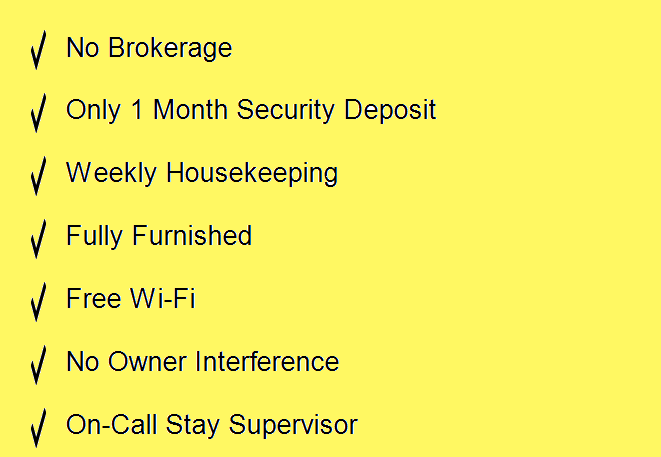 √ No Brokerage
√ Only 1 Month Security Deposit
√ Weekly Housekeeping
√ Fully Furnished
√ Free Wi-Fi
√ No Owner Interference
√ On-Call Stay Supervisor